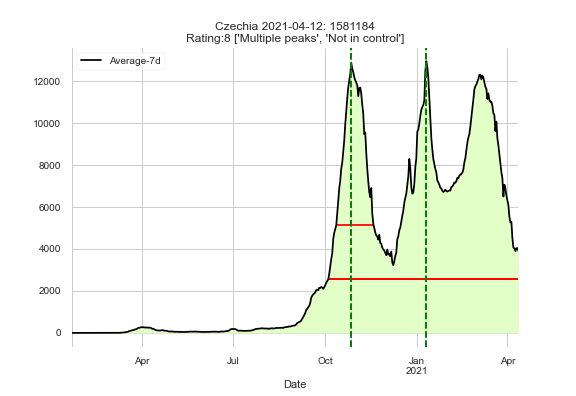 Czechia 2021-04-12: 1581184
Rating:8 ['Multiple peaks', 'Not in control']
Average-7d
12000
10000
8000
6000
4000
2000
0
Apr
Jul
Oct
Jan
2021
Apr
Date